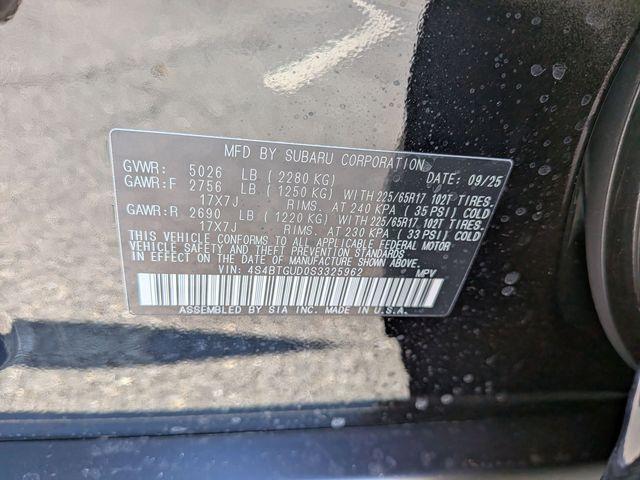 MFD BY SUBARU CORPORATION
GVWR: 5026 LB ( 2280 KG) DATE: 09/25
GAWR:F 2756 LB ( 1250 KG) WITH 225/65R17 102T TIRES.
17X7J RIMS. AT 240 KPA ( 35 PSI) COLD
GAWR:R 2690 LB ( 1220 KG) WITH 225/65R17 102T TIRES.
17X7J RIMS. AT 230 KPA ( 33 PSI) COLD
THIS VEHICLE CONFORMS TO ALL APPLICABLE FEDERAL MOTOR
VEHICLE SAFETY AND THEFT PREVENTION STANDARDS
IN EFFECT ON THE DATE OF MANUFACTURE SHOWN ABOVE.
VIN: 4S4BTGUD0S3325962 MPV
ASSEMBLED BY SIA INC. MADE IN U.S.A.